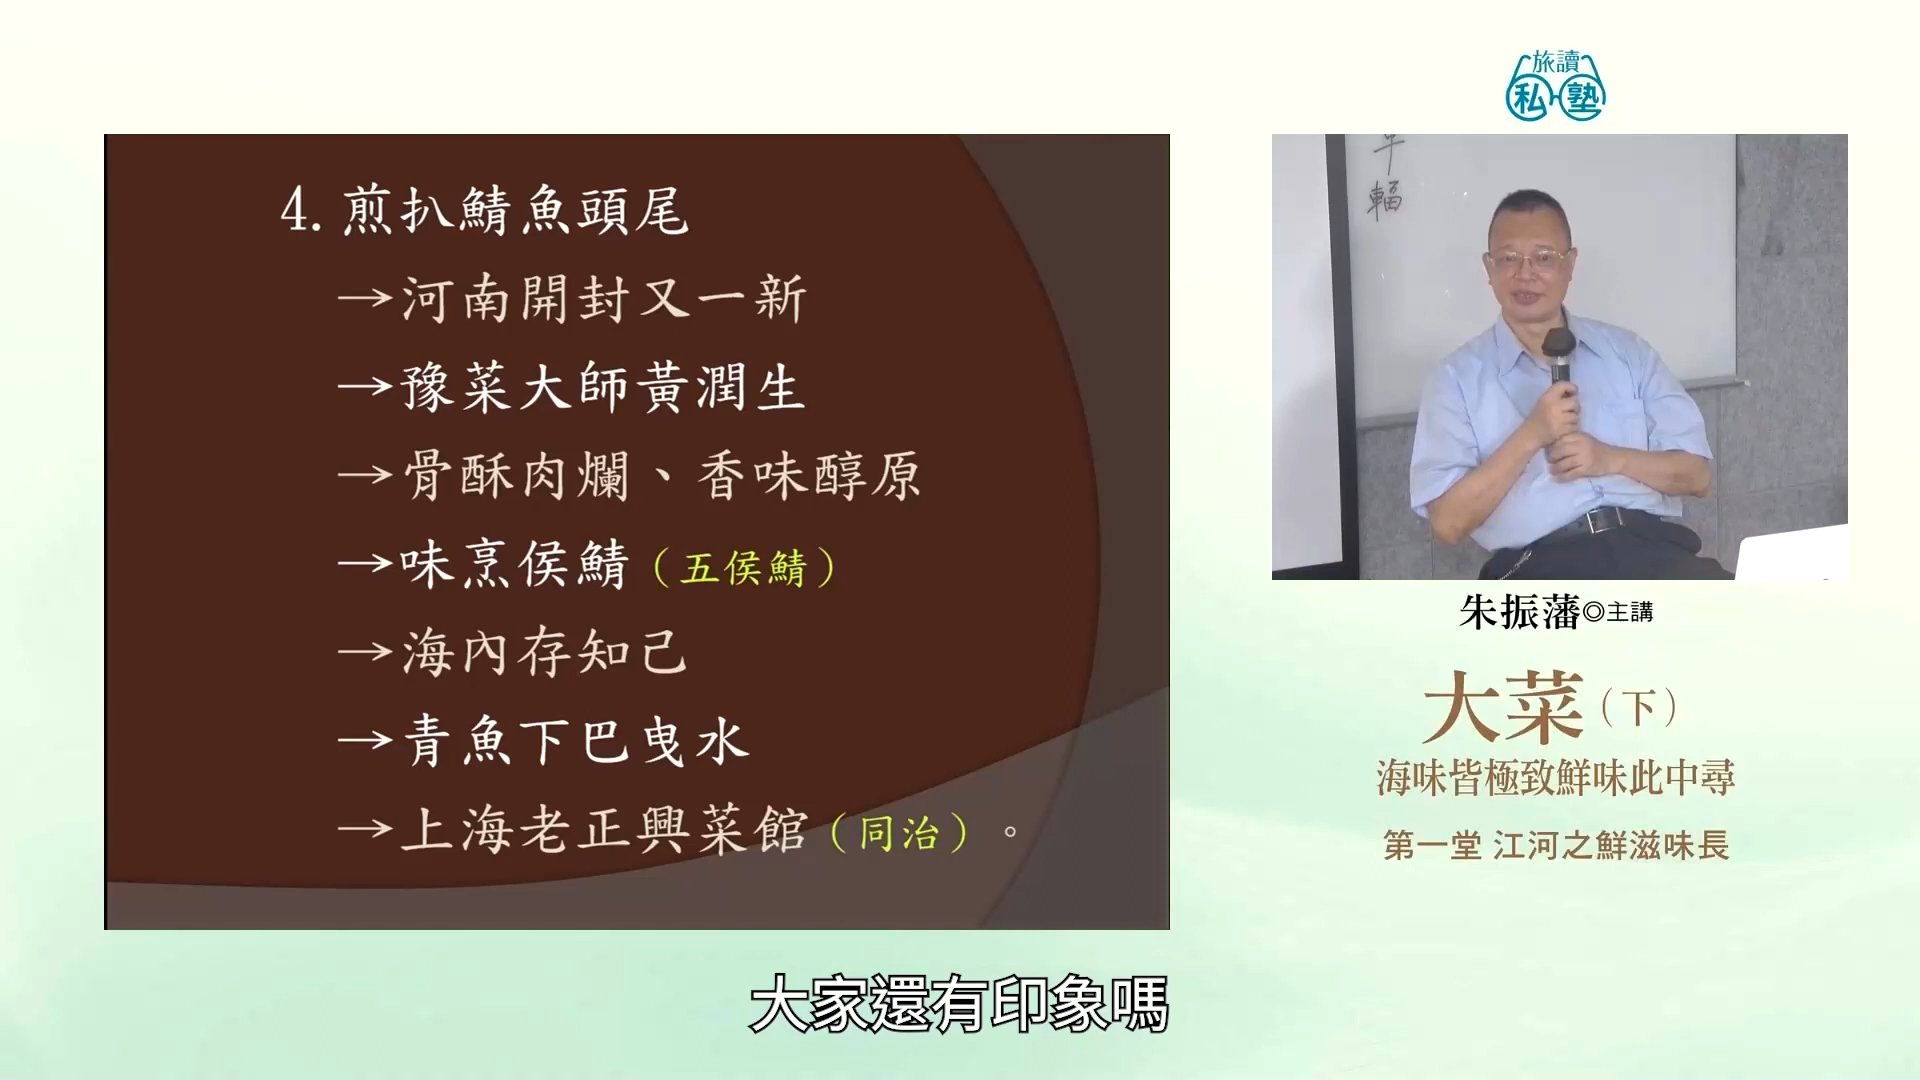 旅讀
私塾
4. 煎扒鯖魚頭尾
→河南開封又一新
→豫菜大師黃潤生
→骨酥肉爛、香味醇原
→味烹侯鯖（五侯鯖）
→海內存知己
→青魚下巴曳水
→上海老正興菜館（同治）。
輻
朱振藩◎主講
大菜（下）
海味皆極致鮮味此中尋
第一堂 江河之鮮滋味長
大家還有印象嗎